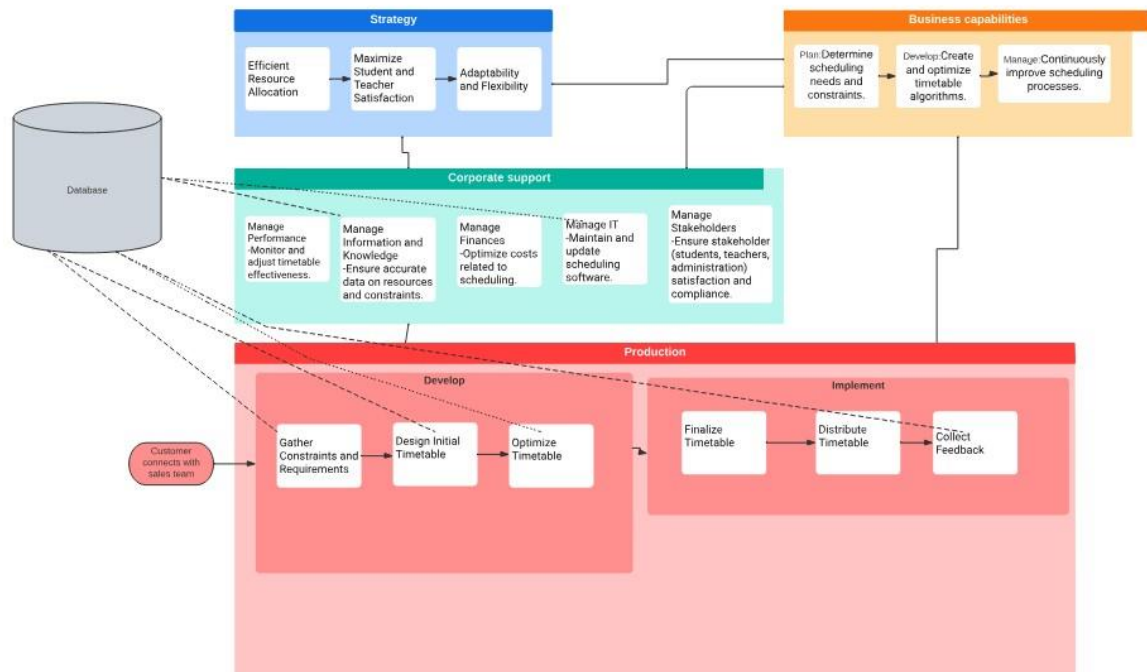 Strategy
Efficient
Resource
Allocation
Maximize
Student and
Teacher
Satisfaction
Adaptability
and Flexibility
Business capabilities
Plan:Determine
scheduling
needs and
constraints.
Develop:Create
and optimize
timetable
algorithms.
Manage:Continuously
improve scheduling
processes.
Database
Corporate support
Manage
Performance
-Monitor and
adjust timetable
effectiveness.
Manage
Information and
Knowledge
-Ensure accurate
data on resources
and constraints.
Manage
Finances
-Optimize costs
related to
scheduling.
Manage IT
-Maintain and
update
scheduling
software.
Manage
Stakeholders
-Ensure stakeholder
(students, teachers,
administration)
satisfaction and
compliance.
Production
Develop
Implement
Customer
connects with
sales team
Gather
Constraints and
Requirements
Design Initial
Timetable
Optimize
Timetable
Finalize
Timetable
Distribute
Timetable
Collect
Feedback